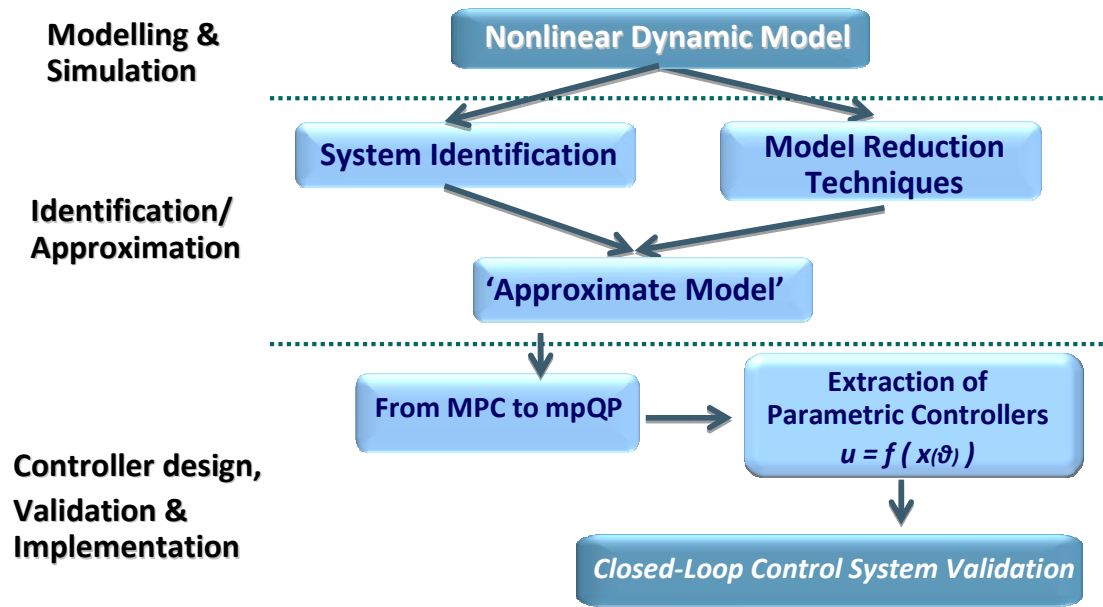 Modelling &
Simulation
Nonlinear Dynamic Model
System Identification
Model Reduction
Techniques
Identification/
Approximation
‘Approximate Model’
From MPC to mpQP
Extraction of
Parametric Controllers
u = f ( x(ϑ) )
Controller design,
Validation &
Implementation
Closed-Loop Control System Validation